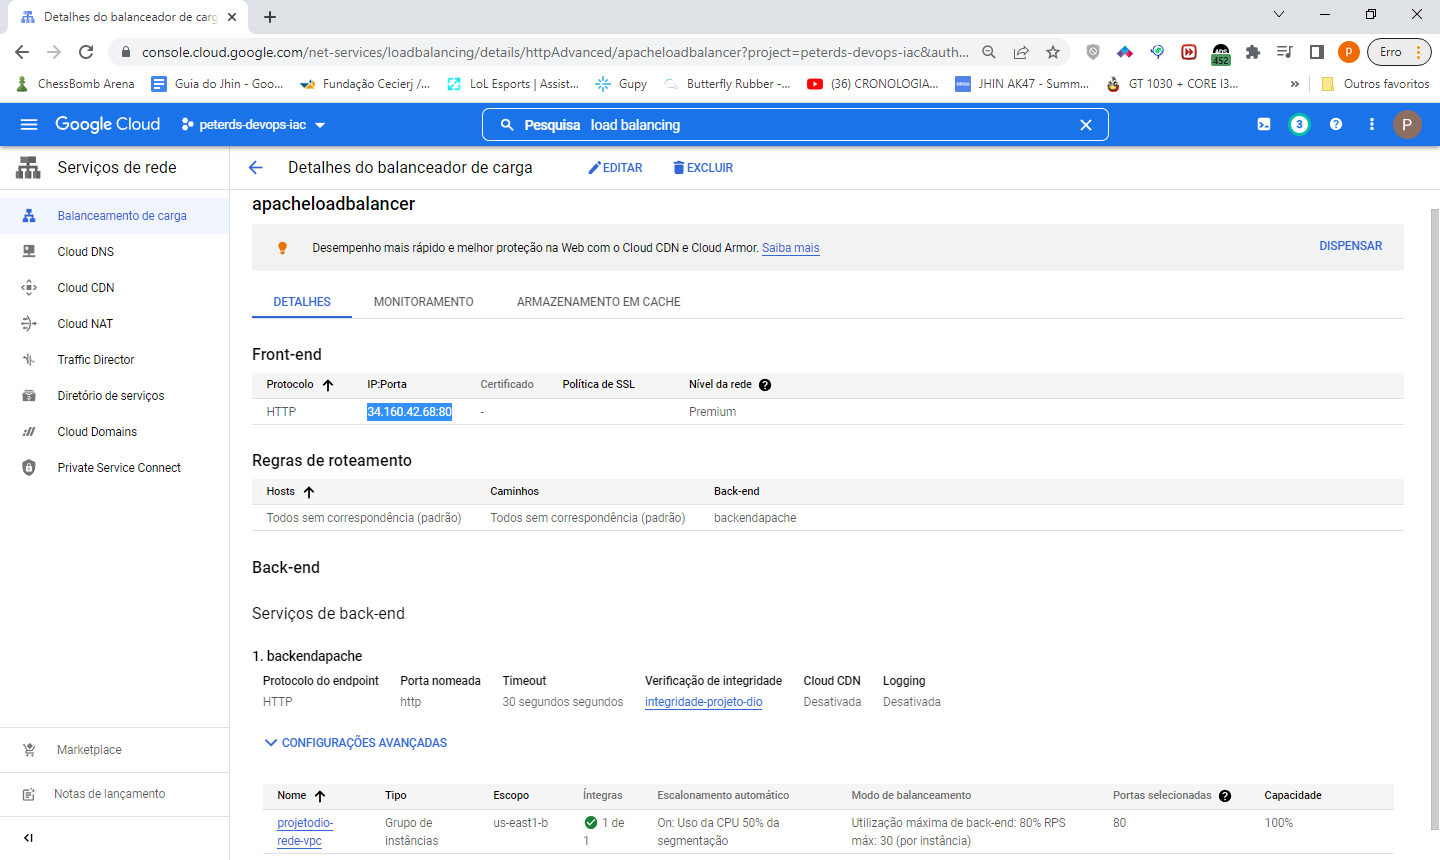 Detalhes do balanceador de carg
console.cloud.google.com/net-services/loadbalancing/details/httpAdvanced/apacheloadbalancer?project=peterds-devops-iac&auth...
452
P
Erro
ChessBomb Arena
Guia do Jhin - Goo...
Fundação Cecierj /...
LoL Esports | Assist...
Gupy
Butterfly Rubber -...
(36) CRONOLOGIA...
JHIN AK47 - Summ...
GT 1030 + CORE I3...
»
Outros favoritos
Google Cloud
peterds-devops-iac
Pesquisa load balancing
3
P
Serviços de rede
Balanceamento de carga
Cloud DNS
Cloud CDN
Cloud NAT
Traffic Director
Diretório de serviços
Cloud Domains
Private Service Connect
Marketplace
Notas de lançamento
Detalhes do balanceador de carga
EDITAR
EXCLUIR
apacheloadbalancer
Desempenho mais rápido e melhor proteção na Web com o Cloud CDN e Cloud Armor. Saiba mais
DISPENSAR
DETALHES MONITORAMENTO ARMAZENAMENTO EM CACHE
Front-end
Protocolo IP:Porta Certificado Política de SSL Nível da rede
HTTP 34.160.42.68:80 - Premium
Regras de roteamento
Hosts Caminhos Back-end
Todos sem correspondência (padrão) Todos sem correspondência (padrão) backendapache
Back-end
Serviços de back-end
1. backendapache
Protocolo do endpoint Porta nomeada Timeout Verificação de integridade Cloud CDN Logging
HTTP http 30 segundos segundos integridade-projeto-dio Desativada Desativada
CONFIGURAÇÕES AVANÇADAS
Nome Tipo Escopo Íntegras Escalonamento automático Modo de balanceamento Portas selecionadas Capacidade
projetodio- Grupo de us-east1-b 1 de On: Uso da CPU 50% da Utilização máxima de back-end: 80% RPS 80 100%
rede-vpc instâncias 1 segmentação máx: 30 (por instância)